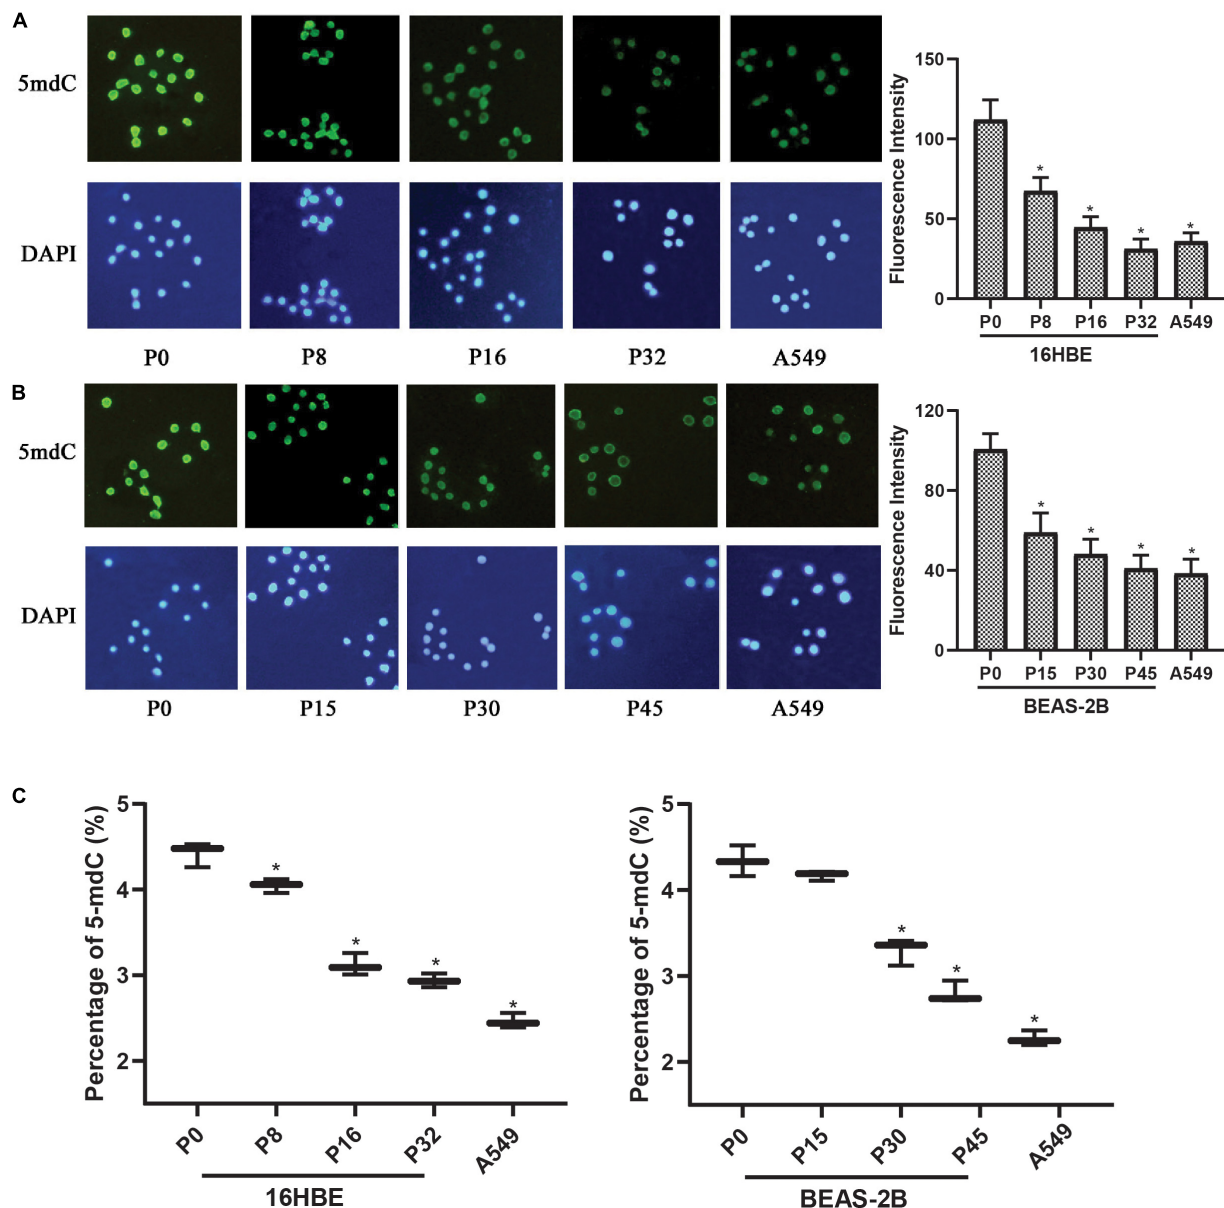 A
5mdC
DAPI
P0 P8 P16 P32 A549
Fluorescence Intensity
150
100
50
0
P0 P8 P16 P32 A549
16HBE
B
5mdC
DAPI
P0 P15 P30 P45 A549
Fluorescence Intensity
120
80
40
0
P0 P15 P30 P45 A549
BEAS-2B
* * * *
* * * *
C
Percentage of 5-mdC (%)
5
4
3
2
* * * *
P0 P8 P16 P32 A549
16HBE
Percentage of 5-mdC (%)
5
4
3
2
* * *
P0 P15 P30 P45 A549
BEAS-2B